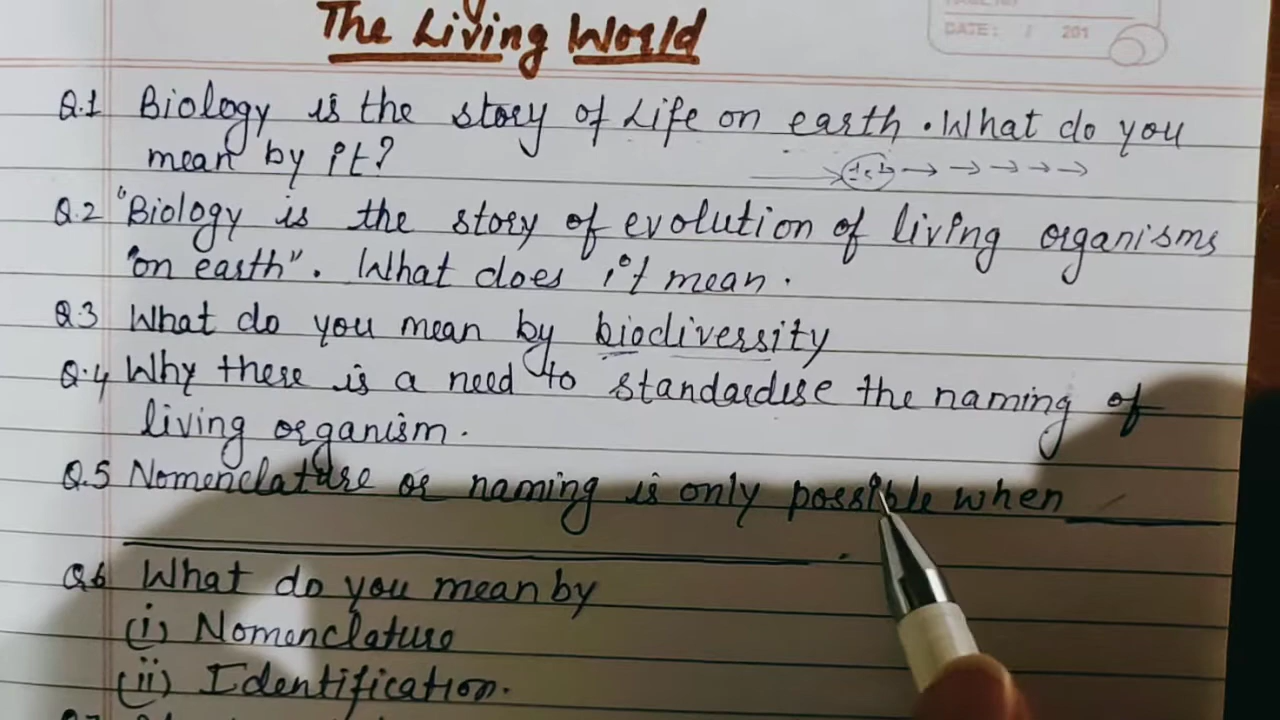 The Living World
DATE: / 201
Q.1 Biology is the story of Life on earth. What do you
mean by it?
Q.2 "Biology is the story of evolution of living organisms
"on earth". What does it mean.
Q.3 What do you mean by biodiversity
Q.4 Why there is a need to standardise the naming of
living organism.
Q.5 Nomenclature or naming is only possible when
Q.6 What do you mean by
(i) Nomenclature
(ii) Identification.